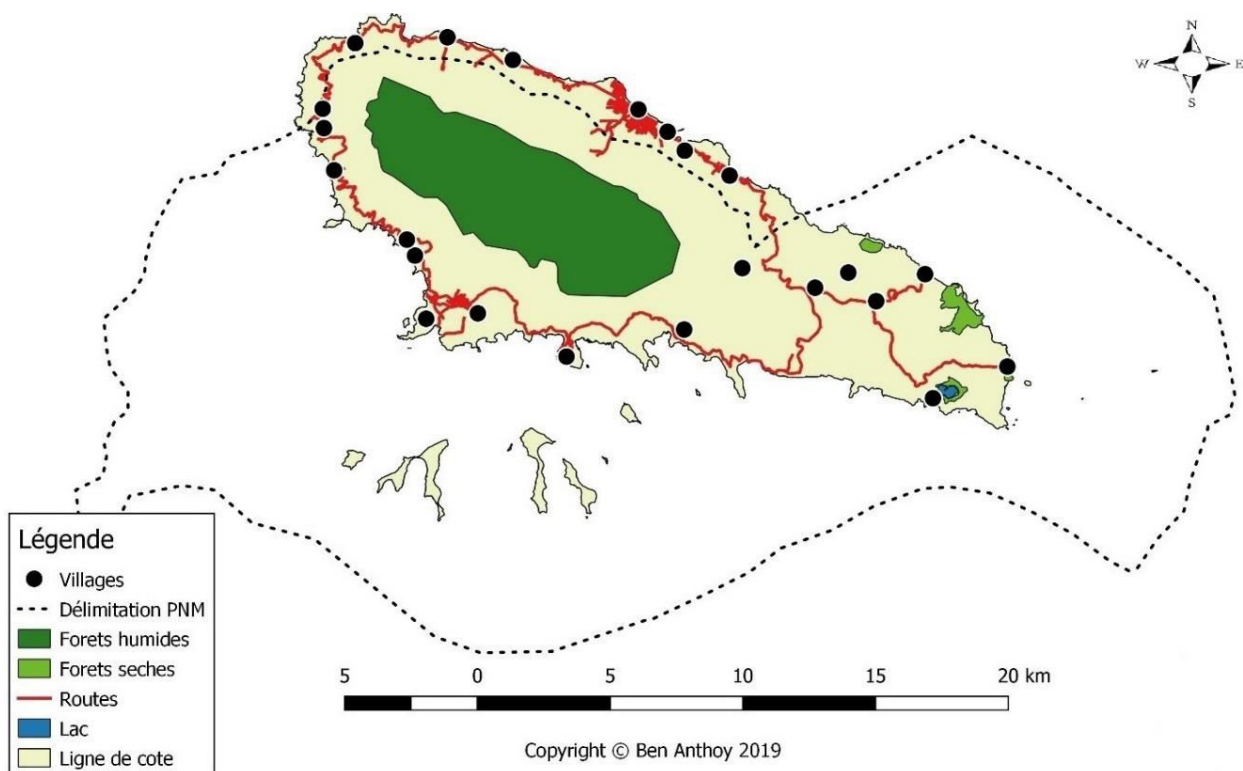 N
W E
S
Légende
Villages
Délimitation PNM
Forets humides
Forets seches
Routes
Lac
Ligne de cote
5 0 5 10 15 20 km
Copyright © Ben Anthoy 2019